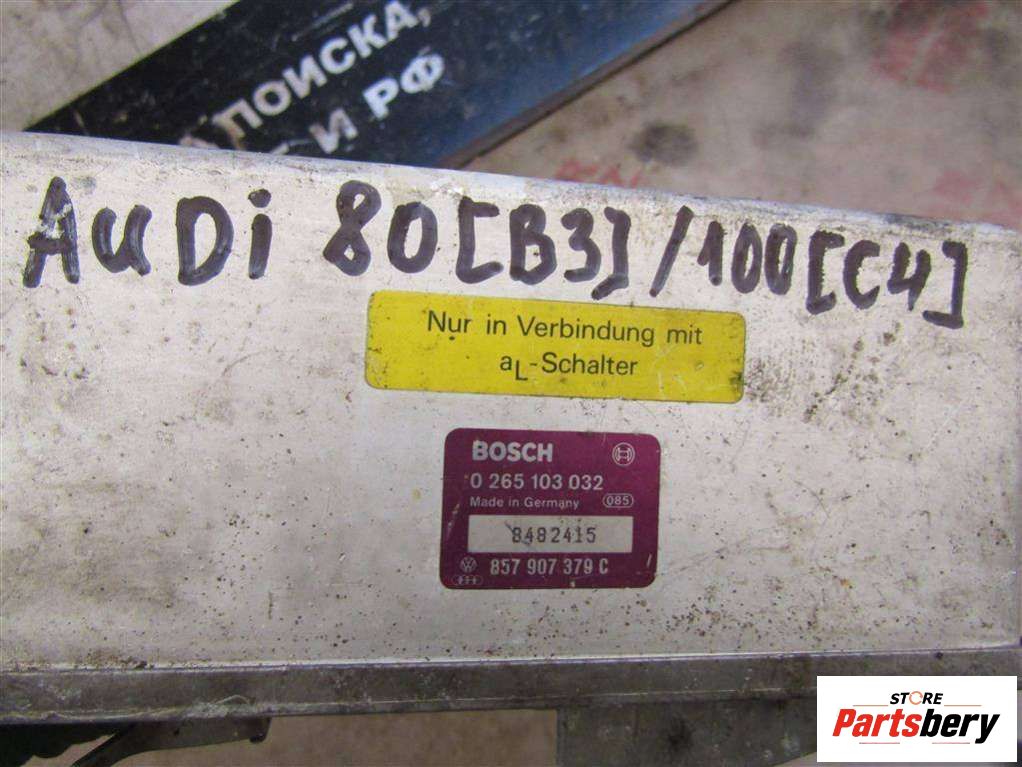 ПОИСКА,
И РФ
AuDi 80[B3]/100[C4]
Nur in Verbindung mit
aL-Schalter
BOSCH
0 265 103 032
Made in Germany 085
8482415
857 907 379 C
STORE
Partsbery